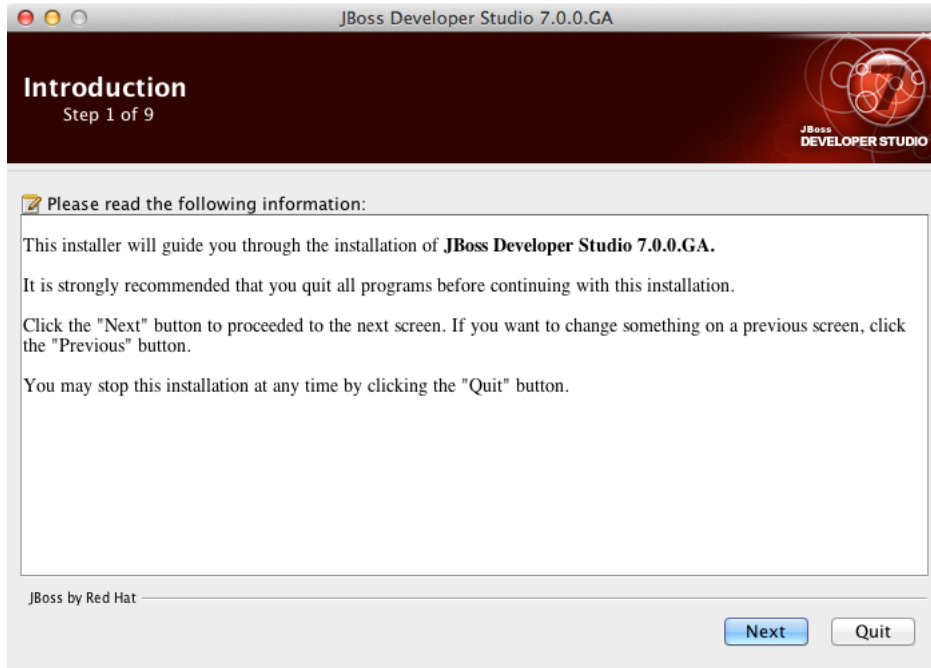 JBoss Developer Studio 7.0.0.GA
Introduction
Step 1 of 9
7
JBoss
DEVELOPER STUDIO
Please read the following information:
This installer will guide you through the installation of JBoss Developer Studio 7.0.0.GA.
It is strongly recommended that you quit all programs before continuing with this installation.
Click the "Next" button to proceeded to the next screen. If you want to change something on a previous screen, click
the "Previous" button.
You may stop this installation at any time by clicking the "Quit" button.
JBoss by Red Hat
Next
Quit